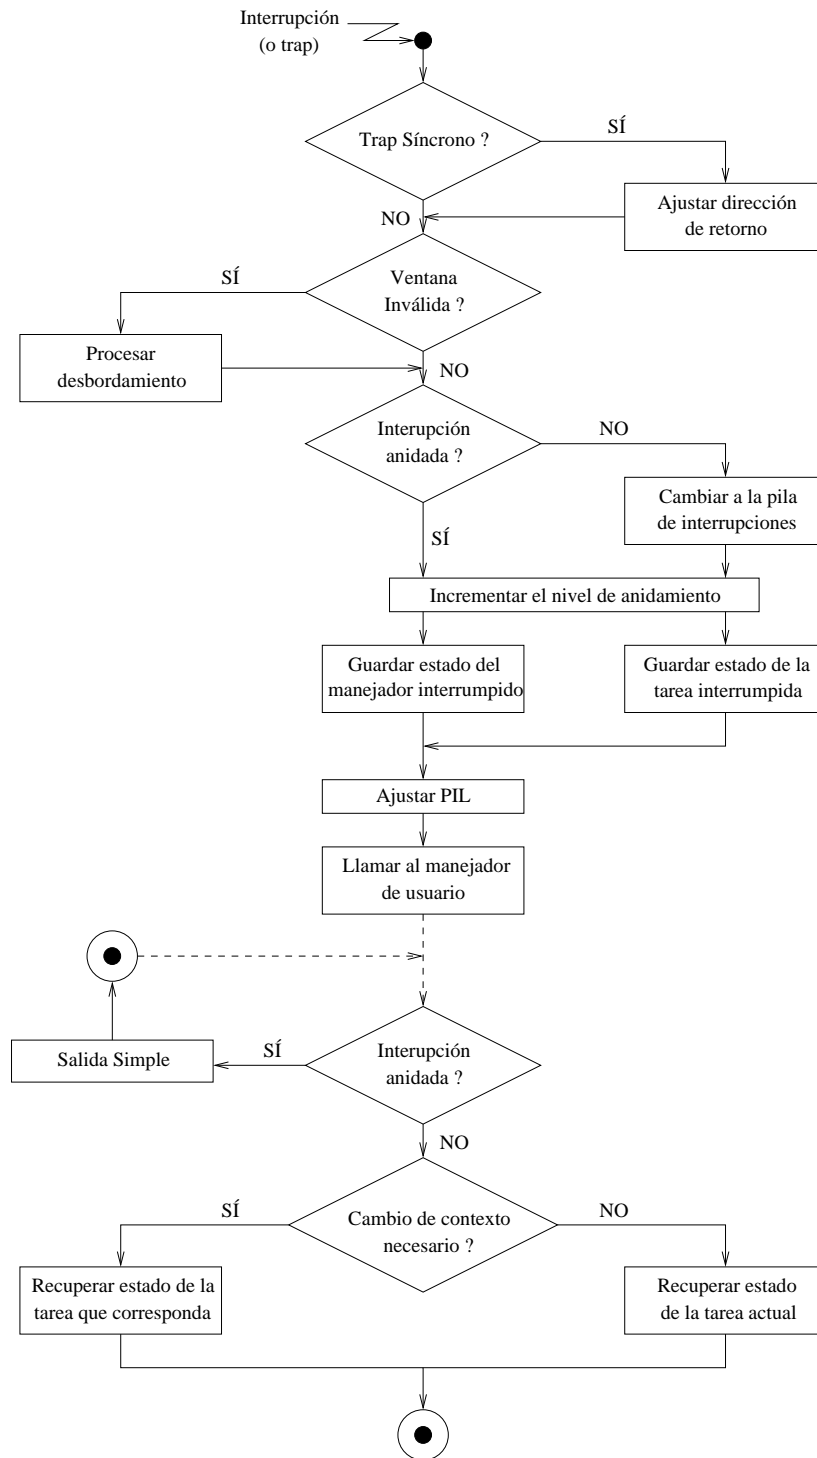 Interrupción
(o trap)
Trap Síncrono ?
SÍ
Ajustar dirección
de retorno
NO
Ventana
Inválida ?
SÍ
Procesar
desbordamiento
NO
Interupción
anidada ?
NO
Cambiar a la pila
de interrupciones
SÍ
Incrementar el nivel de anidamiento
Guardar estado del
manejador interrumpido
Guardar estado de la
tarea interrumpida
Ajustar PIL
Llamar al manejador
de usuario
Interupción
anidada ?
SÍ
Salida Simple
NO
Cambio de contexto
necesario ?
SÍ
NO
Recuperar estado de la
tarea que corresponda
Recuperar estado
de la tarea actual